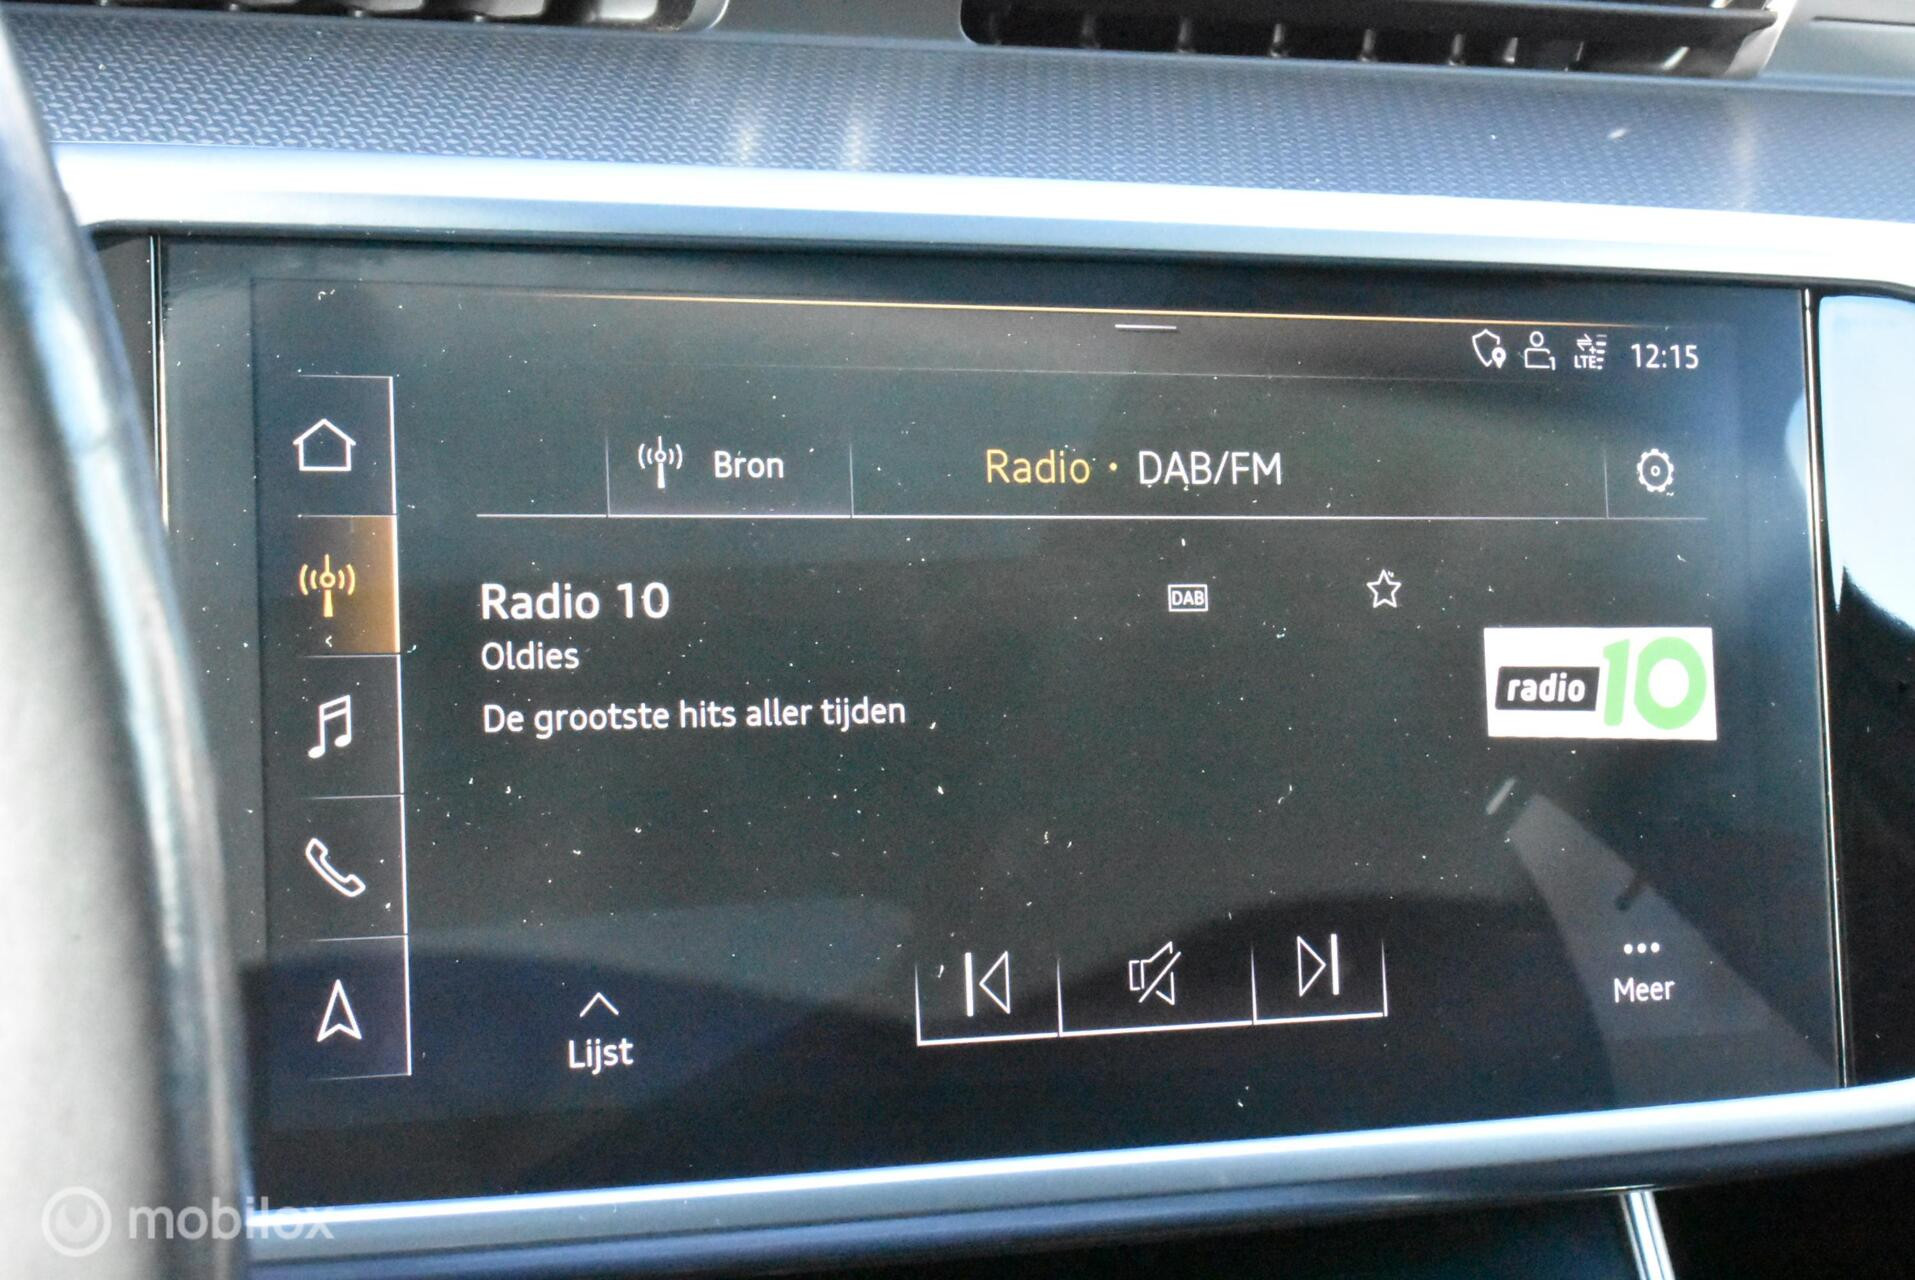 LTE 12:15
Bron
Radio • DAB/FM
Radio 10
DAB
Oldies
De grootste hits aller tijden
radio 10
Lijst
Meer
mobilox